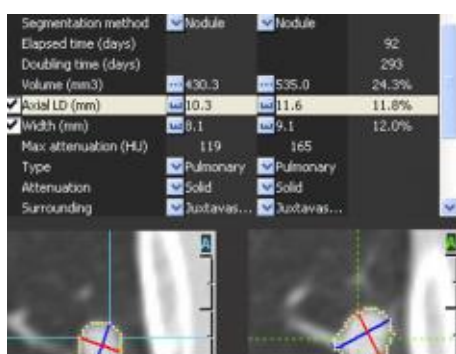 Segmentation method Nodule Nodule
Elapsed time (days) 92
Doubling time (days) 293
Volume (mm3) 430.3 535.0 24.3%
Axial LD (mm) 10.3 11.6 11.8%
Width (mm) 8.1 9.1 12.0%
Max attenuation (HU) 119 165
Type Pulmonary Pulmonary
Attenuation Solid Solid
Surrounding Juxtavas... Juxtavas...
A A